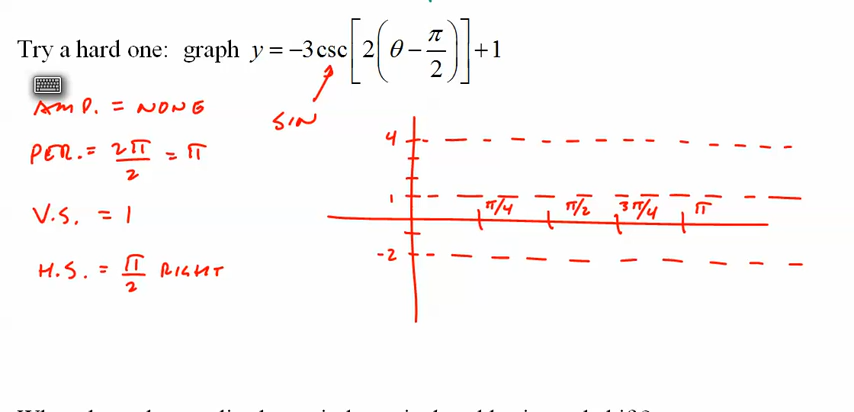 Try a hard one: graph y = −3csc[2(θ − π/2)] + 1
AMP. = NONE
SIN
PER. = 2π/2 = π
V.S. = 1
H.S. = π/2 RIGHT
4
1
-2
π/4 π/2 3π/4 π